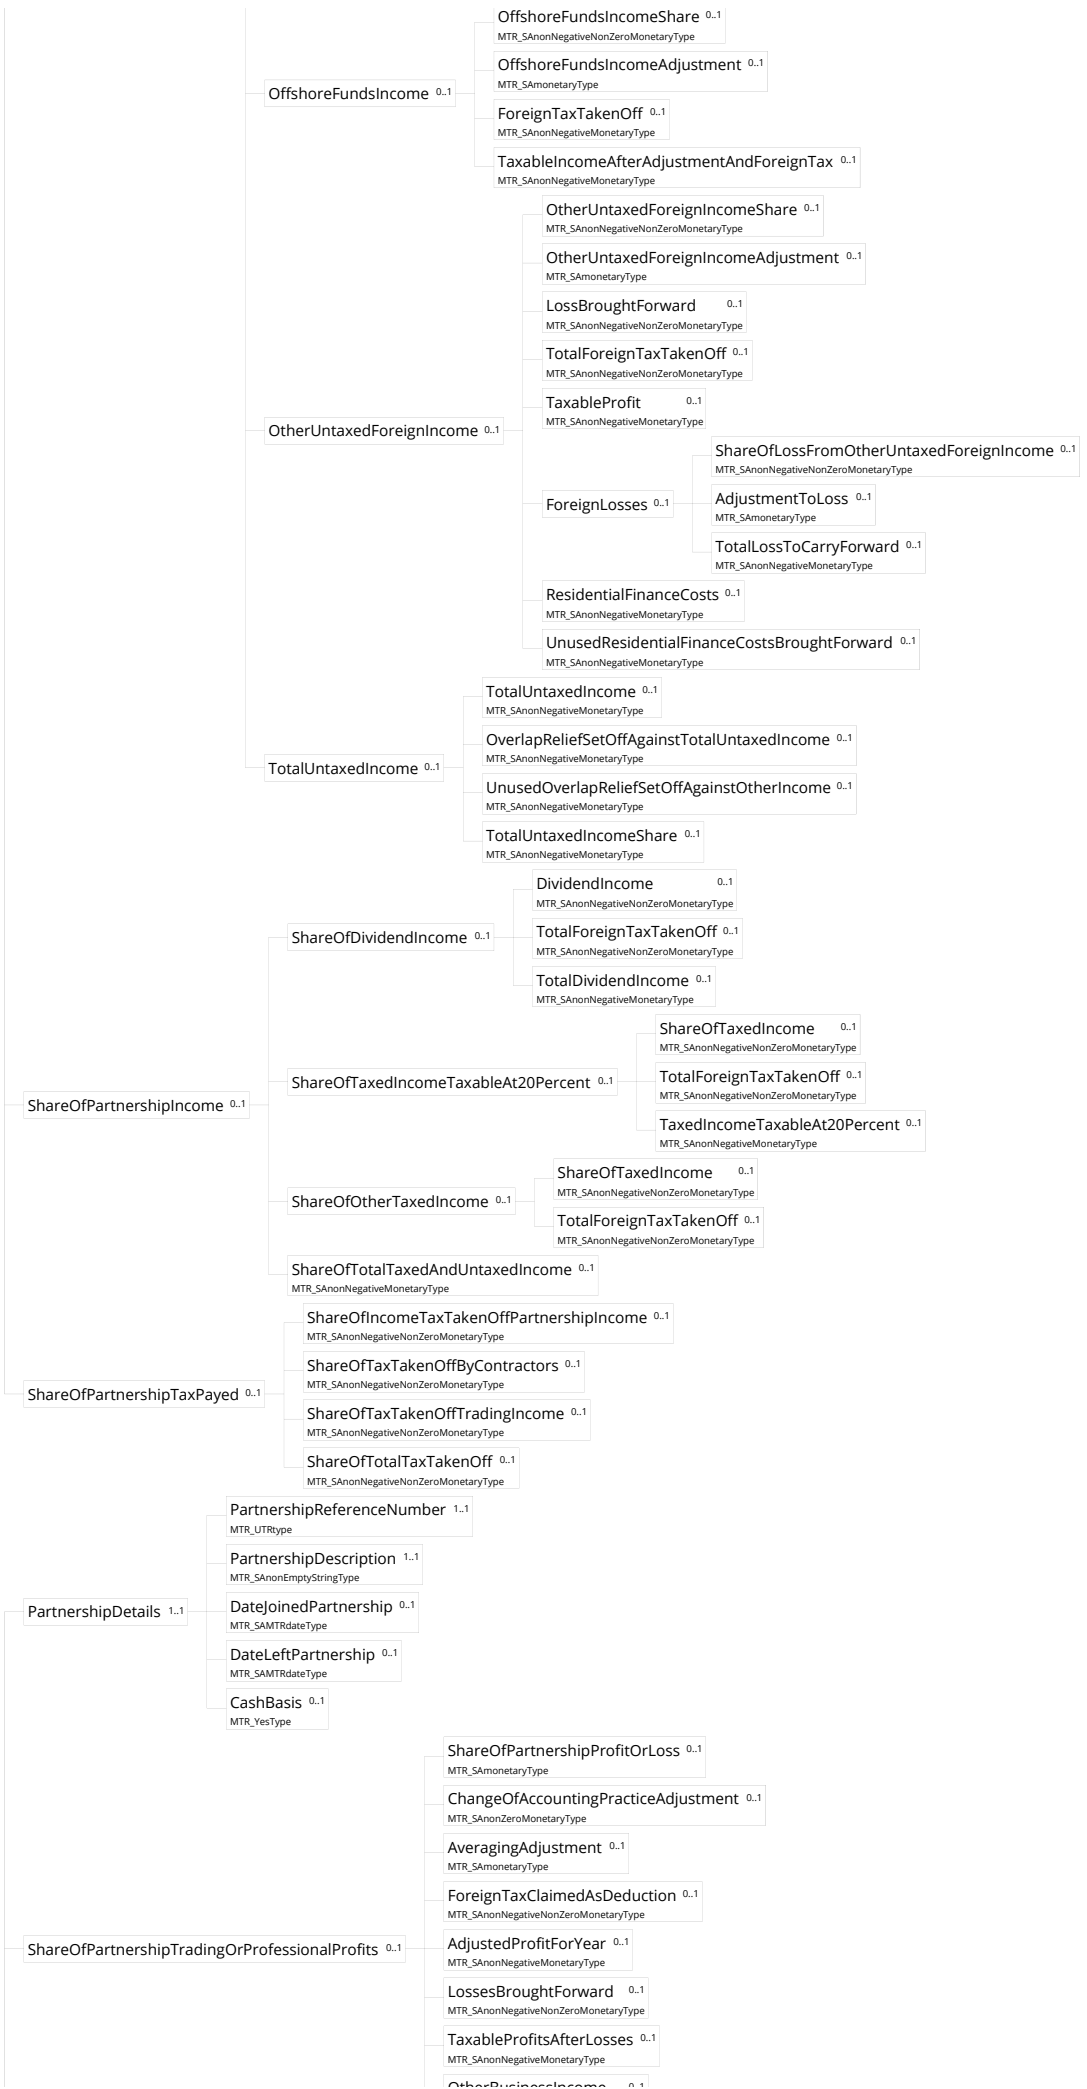 OffshoreFundsIncomeShare 0..1
MTR_SAnonNegativeNonZeroMonetaryType
OffshoreFundsIncomeAdjustment 0..1
MTR_SAmonetaryType
OffshoreFundsIncome 0..1
ForeignTaxTakenOff 0..1
MTR_SAnonNegativeMonetaryType
TaxableIncomeAfterAdjustmentAndForeignTax 0..1
MTR_SAnonNegativeMonetaryType
OtherUntaxedForeignIncomeShare 0..1
MTR_SAnonNegativeNonZeroMonetaryType
OtherUntaxedForeignIncomeAdjustment 0..1
MTR_SAmonetaryType
LossBroughtForward 0..1
MTR_SAnonNegativeNonZeroMonetaryType
TotalForeignTaxTakenOff 0..1
MTR_SAnonNegativeNonZeroMonetaryType
TaxableProfit 0..1
MTR_SAnonNegativeMonetaryType
OtherUntaxedForeignIncome 0..1
ShareOfLossFromOtherUntaxedForeignIncome 0..1
MTR_SAnonNegativeNonZeroMonetaryType
ForeignLosses 0..1
AdjustmentToLoss 0..1
MTR_SAmonetaryType
TotalLossToCarryForward 0..1
MTR_SAnonNegativeMonetaryType
ResidentialFinanceCosts 0..1
MTR_SAnonNegativeMonetaryType
UnusedResidentialFinanceCostsBroughtForward 0..1
MTR_SAnonNegativeMonetaryType
TotalUntaxedIncome 0..1
MTR_SAnonNegativeMonetaryType
OverlapReliefSetOffAgainstTotalUntaxedIncome 0..1
MTR_SAnonNegativeMonetaryType
TotalUntaxedIncome 0..1
UnusedOverlapReliefSetOffAgainstOtherIncome 0..1
MTR_SAnonNegativeMonetaryType
TotalUntaxedIncomeShare 0..1
MTR_SAnonNegativeMonetaryType
DividendIncome 0..1
MTR_SAnonNegativeNonZeroMonetaryType
ShareOfDividendIncome 0..1
TotalForeignTaxTakenOff 0..1
MTR_SAnonNegativeNonZeroMonetaryType
TotalDividendIncome 0..1
MTR_SAnonNegativeMonetaryType
ShareOfTaxedIncome 0..1
MTR_SAnonNegativeNonZeroMonetaryType
ShareOfTaxedIncomeTaxableAt20Percent 0..1
TotalForeignTaxTakenOff 0..1
MTR_SAnonNegativeNonZeroMonetaryType
TaxedIncomeTaxableAt20Percent 0..1
MTR_SAnonNegativeMonetaryType
ShareOfPartnershipIncome 0..1
ShareOfTaxedIncome 0..1
MTR_SAnonNegativeNonZeroMonetaryType
ShareOfOtherTaxedIncome 0..1
TotalForeignTaxTakenOff 0..1
MTR_SAnonNegativeNonZeroMonetaryType
ShareOfTotalTaxedAndUntaxedIncome 0..1
MTR_SAnonNegativeMonetaryType
ShareOfIncomeTaxTakenOffPartnershipIncome 0..1
MTR_SAnonNegativeNonZeroMonetaryType
ShareOfTaxTakenOffByContractors 0..1
MTR_SAnonNegativeNonZeroMonetaryType
ShareOfPartnershipTaxPayed 0..1
ShareOfTaxTakenOffTradingIncome 0..1
MTR_SAnonNegativeNonZeroMonetaryType
ShareOfTotalTaxTakenOff 0..1
MTR_SAnonNegativeNonZeroMonetaryType
PartnershipReferenceNumber 1..1
MTR_UTRtype
PartnershipDescription 1..1
MTR_SAnonEmptyStringType
PartnershipDetails 1..1
DateJoinedPartnership 0..1
MTR_SAMTRdateType
DateLeftPartnership 0..1
MTR_SAMTRdateType
CashBasis 0..1
MTR_YesType
ShareOfPartnershipProfitOrLoss 0..1
MTR_SAmonetaryType
ChangeOfAccountingPracticeAdjustment 0..1
MTR_SAnonZeroMonetaryType
AveragingAdjustment 0..1
MTR_SAmonetaryType
ForeignTaxClaimedAsDeduction 0..1
MTR_SAnonNegativeNonZeroMonetaryType
ShareOfPartnershipTradingOrProfessionalProfits 0..1
AdjustedProfitForYear 0..1
MTR_SAnonNegativeMonetaryType
LossesBroughtForward 0..1
MTR_SAnonNegativeNonZeroMonetaryType
TaxableProfitsAfterLosses 0..1
MTR_SAnonNegativeMonetaryType
OtherBusinessIncome 0..1